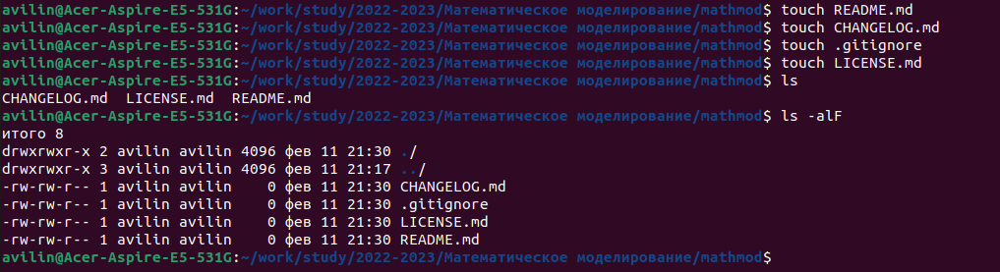 avilin@Acer-Aspire-E5-531G:~/work/study/2022-2023/Математическое моделирование/mathmod$ touch README.md
avilin@Acer-Aspire-E5-531G:~/work/study/2022-2023/Математическое моделирование/mathmod$ touch CHANGELOG.md
avilin@Acer-Aspire-E5-531G:~/work/study/2022-2023/Математическое моделирование/mathmod$ touch .gitignore
avilin@Acer-Aspire-E5-531G:~/work/study/2022-2023/Математическое моделирование/mathmod$ touch LICENSE.md
avilin@Acer-Aspire-E5-531G:~/work/study/2022-2023/Математическое моделирование/mathmod$ ls
CHANGELOG.md  LICENSE.md  README.md
avilin@Acer-Aspire-E5-531G:~/work/study/2022-2023/Математическое моделирование/mathmod$ ls -alF
итого 8
drwxrwxr-x 2 avilin avilin 4096 фев 11 21:30 ./
drwxrwxr-x 3 avilin avilin 4096 фев 11 21:17 ../
-rw-rw-r-- 1 avilin avilin    0 фев 11 21:30 CHANGELOG.md
-rw-rw-r-- 1 avilin avilin    0 фев 11 21:30 .gitignore
-rw-rw-r-- 1 avilin avilin    0 фев 11 21:30 LICENSE.md
-rw-rw-r-- 1 avilin avilin    0 фев 11 21:30 README.md
avilin@Acer-Aspire-E5-531G:~/work/study/2022-2023/Математическое моделирование/mathmod$